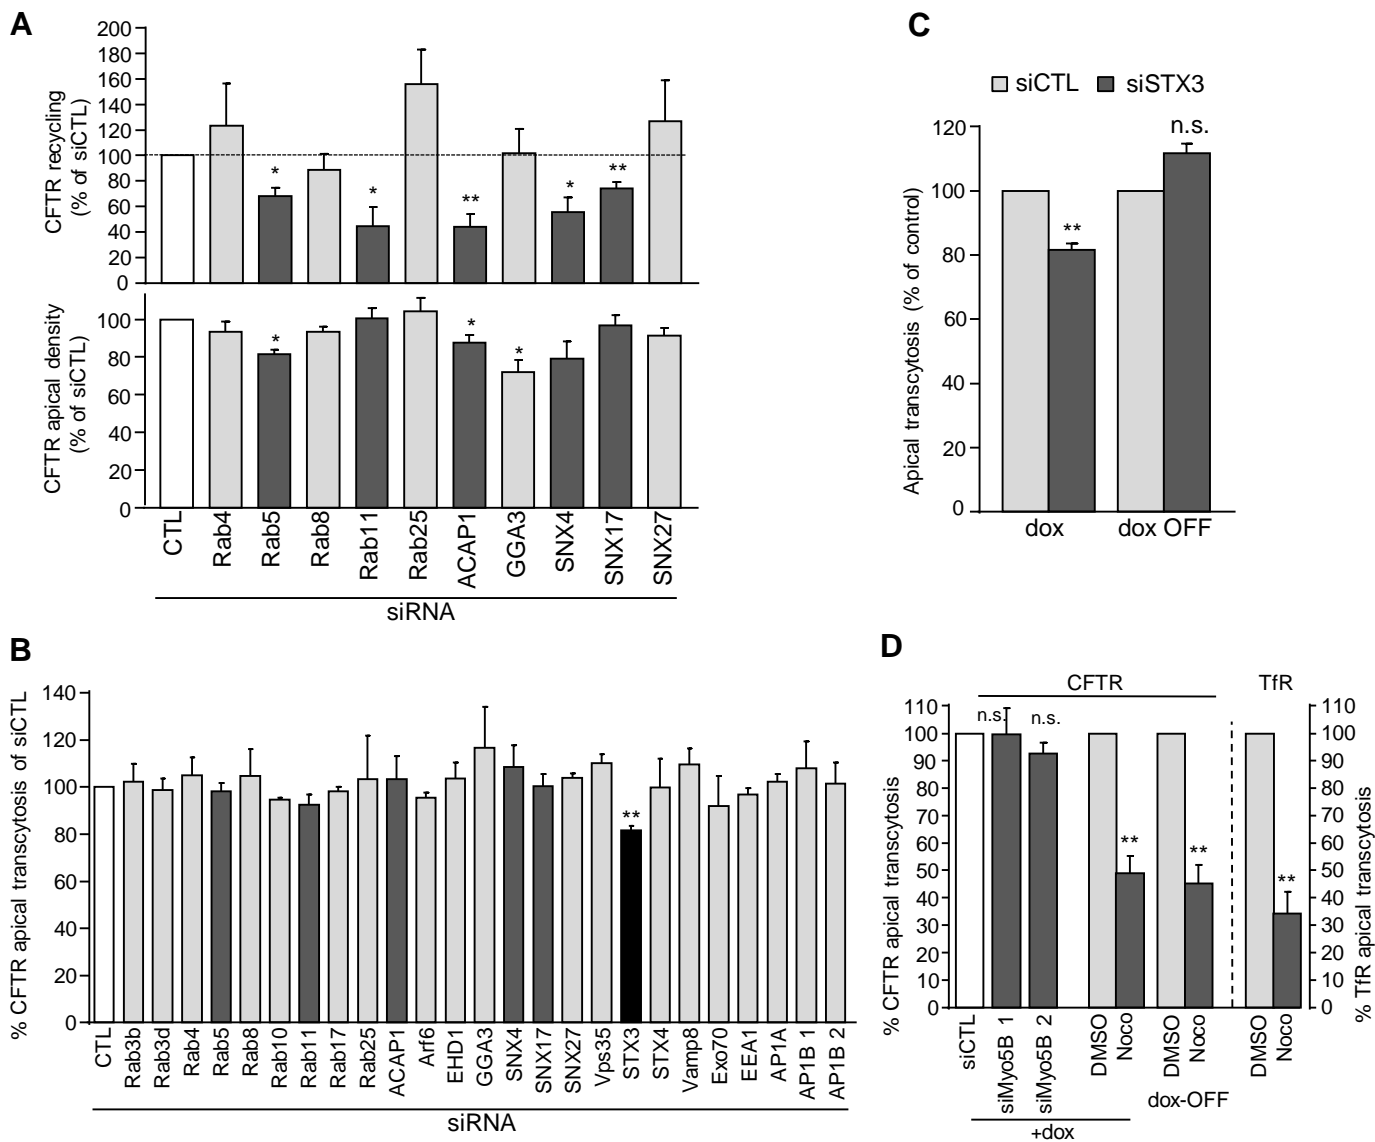 A
CFTR recycling
(% of siCTL)
200
180
160
140
120
100
80
60
40
20
0
*
*
**
*
**
CFTR apical density
(% of siCTL)
100
80
60
40
20
0
*
*
*
CTL
Rab4
Rab5
Rab8
Rab11
Rab25
ACAP1
GGA3
SNX4
SNX17
SNX27
siRNA
B
% CFTR apical transcytosis of siCTL
140
120
100
80
60
40
20
0
**
CTL
Rab3b
Rab3d
Rab4
Rab5
Rab8
Rab10
Rab11
Rab17
Rab25
ACAP1
Arf6
EHD1
GGA3
SNX4
SNX17
SNX27
Vps35
STX3
STX4
Vamp8
Exo70
EEA1
AP1A
AP1B 1
AP1B 2
siRNA
C
siCTL
siSTX3
Apical transcytosis (% of control)
120
100
80
60
40
20
0
**
n.s.
dox
dox OFF
D
CFTR
TfR
% CFTR apical transcytosis
110
100
90
80
70
60
50
40
30
20
10
0
n.s.
n.s.
**
**
**
110
100
90
80
70
60
50
40
30
20
10
0
% TfR apical transcytosis
siCTL
siMyo5B 1
siMyo5B 2
DMSO
Noco
DMSO
Noco
DMSO
Noco
dox-OFF
+dox